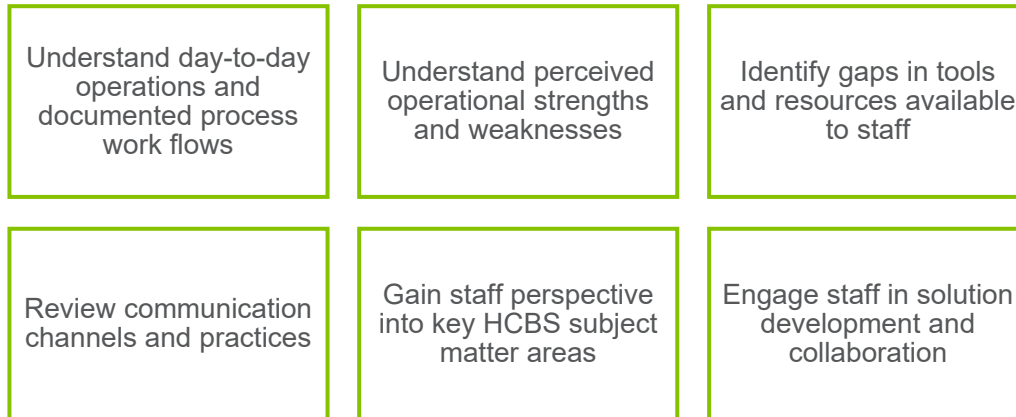 Understand day-to-day
operations and
documented process
work flows
Understand perceived
operational strengths
and weaknesses
Identify gaps in tools
and resources available
to staff
Review communication
channels and practices
Gain staff perspective
into key HCBS subject
matter areas
Engage staff in solution
development and
collaboration